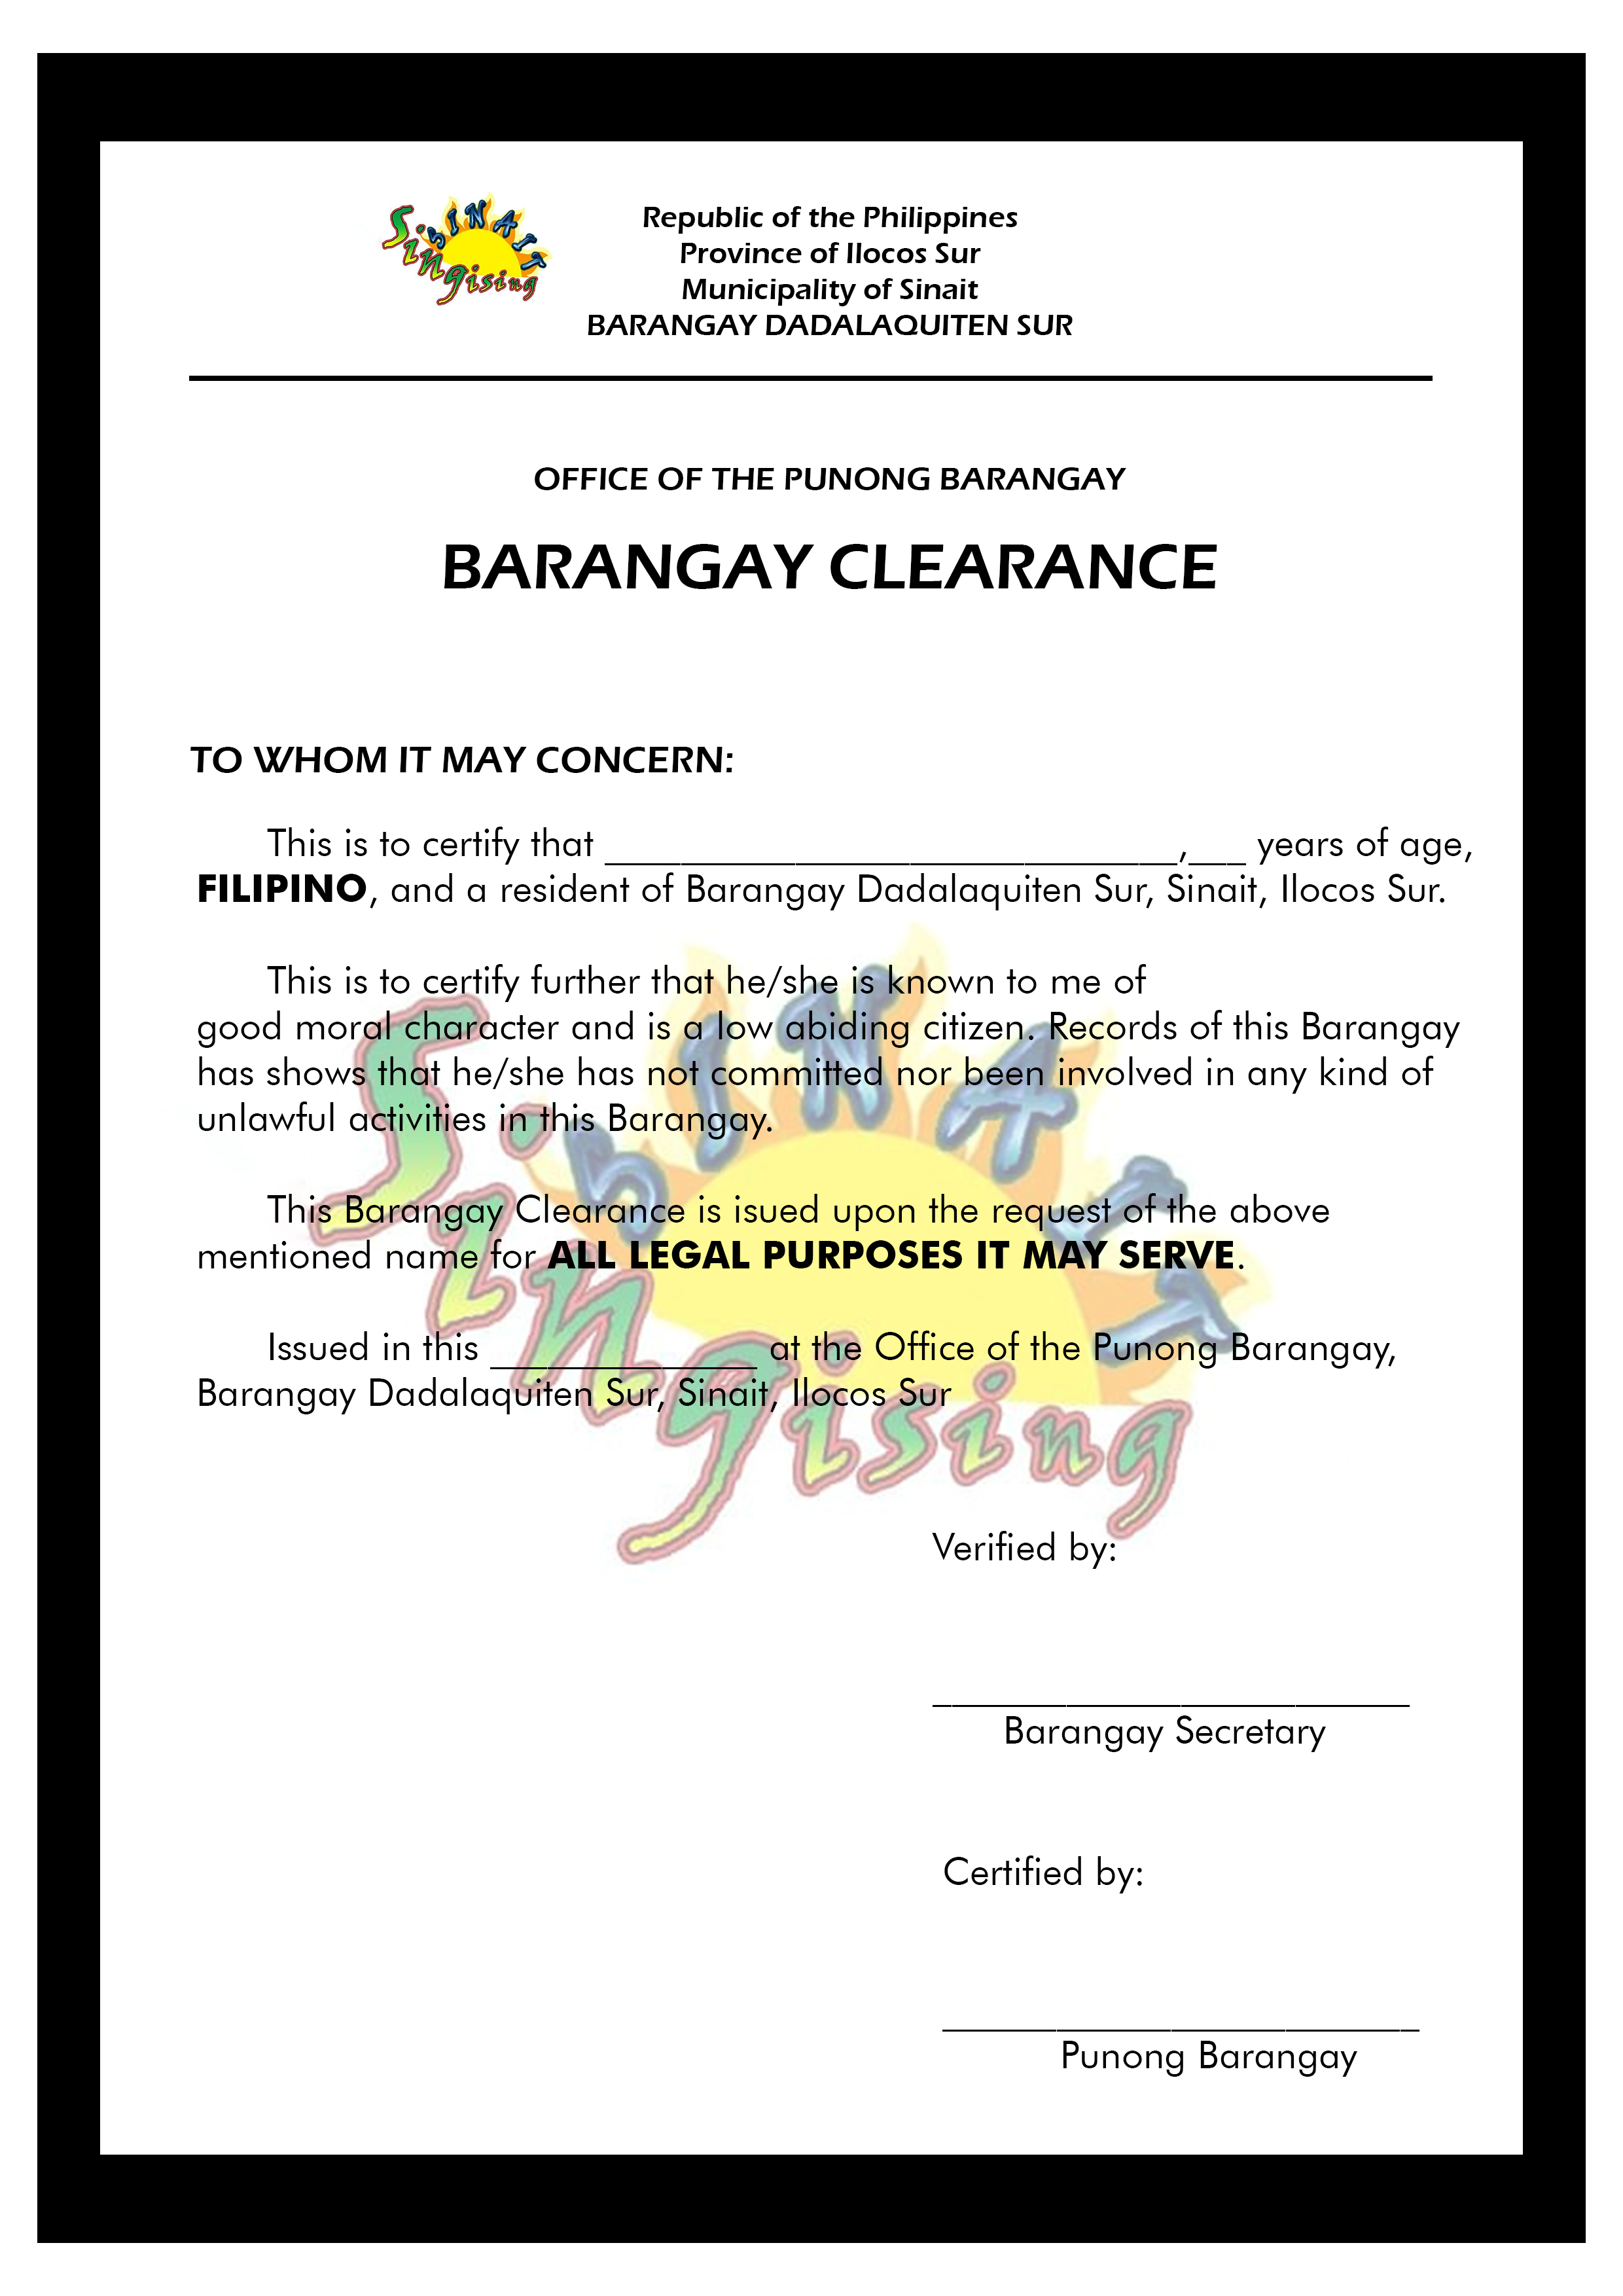 SINAIT
Singising
Republic of the Philippines
Province of Ilocos Sur
Municipality of Sinait
BARANGAY DADALAQUITEN SUR
OFFICE OF THE PUNONG BARANGAY
BARANGAY CLEARANCE
TO WHOM IT MAY CONCERN:
This is to certify that ______________________________,___ years of age,
FILIPINO, and a resident of Barangay Dadalaquiten Sur, Sinait, Ilocos Sur.
This is to certify further that he/she is known to me of
good moral character and is a low abiding citizen. Records of this Barangay
has shows that he/she has not committed nor been involved in any kind of
unlawful activities in this Barangay.
This Barangay Clearance is isued upon the request of the above
mentioned name for ALL LEGAL PURPOSES IT MAY SERVE.
Issued in this ______________ at the Office of the Punong Barangay,
Barangay Dadalaquiten Sur, Sinait, Ilocos Sur
SINAIT
Singising
Verified by:
_________________________
Barangay Secretary
Certified by:
_________________________
Punong Barangay